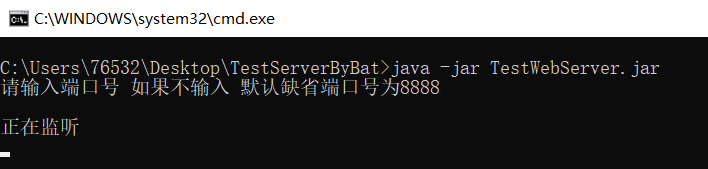 C:\WINDOWS\system32\cmd.exe
C:\Users\76532\Desktop\TestServerByBat>java -jar TestWebServer.jar
请输入端口号 如果不输入 默认缺省端口号为8888
正在监听